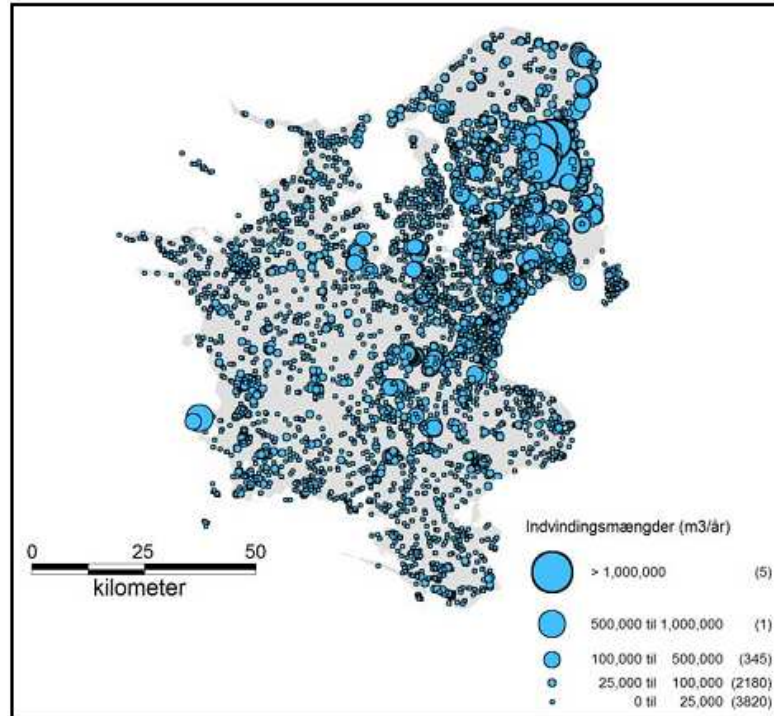 Indvindingsmængder (m3/år)
> 1,000,000 (5)
500,000 til 1,000,000 (1)
100,000 til 500,000 (345)
25,000 til 100,000 (2180)
0 til 25,000 (3820)
0 25 50
kilometer